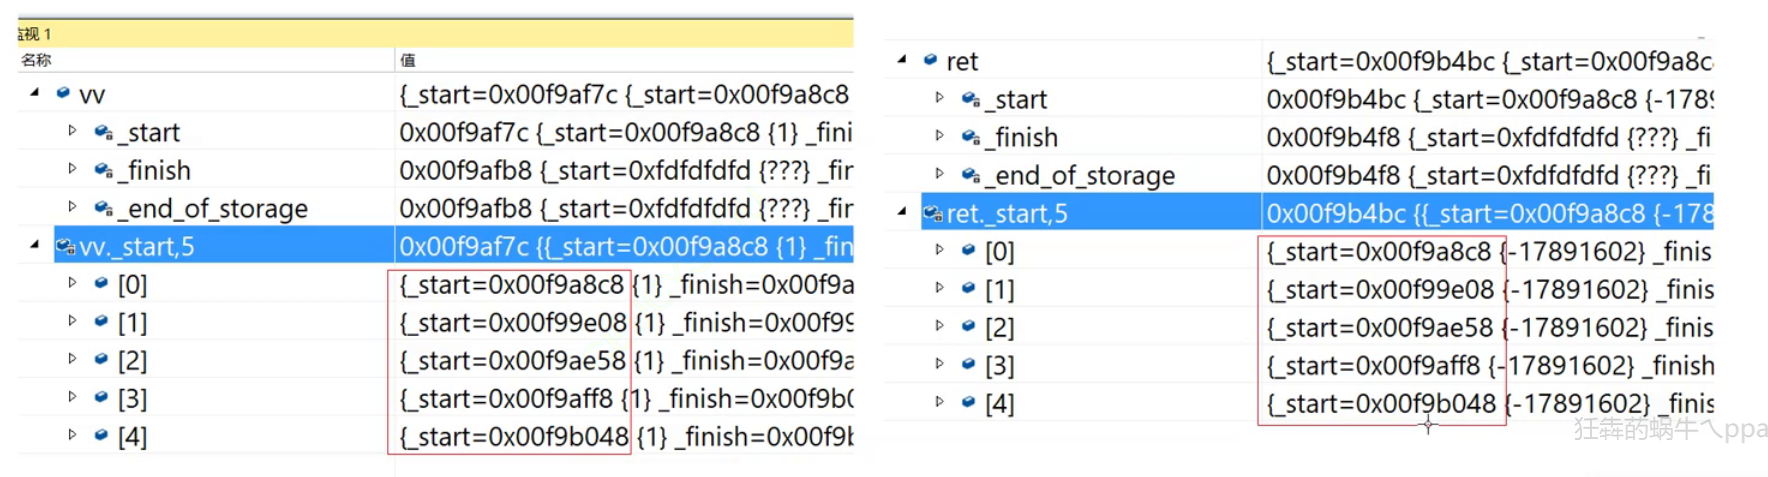 监视 1
名称 值
vv {_start=0x00f9af7c {_start=0x00f9a8c8
_start 0x00f9af7c {_start=0x00f9a8c8 {1} _fini
_finish 0x00f9afb8 {_start=0xfdfdfdfd {???} _fir
_end_of_storage 0x00f9afb8 {_start=0xfdfdfdfd {???} _fir
vv._start,5 0x00f9af7c {{_start=0x00f9a8c8 {1} _fin
[0] {_start=0x00f9a8c8 {1} _finish=0x00f9a
[1] {_start=0x00f99e08 {1} _finish=0x00f99
[2] {_start=0x00f9ae58 {1} _finish=0x00f9a
[3] {_start=0x00f9aff8 {1} _finish=0x00f9b0
[4] {_start=0x00f9b048 {1} _finish=0x00f9b
ret {_start=0x00f9b4bc {_start=0x00f9a8c
_start 0x00f9b4bc {_start=0x00f9a8c8 {-1789
_finish 0x00f9b4f8 {_start=0xfdfdfdfd {???} _fi
_end_of_storage 0x00f9b4f8 {_start=0xfdfdfdfd {???} _fi
ret._start,5 0x00f9b4bc {{_start=0x00f9a8c8 {-178
[0] {_start=0x00f9a8c8 {-17891602} _finis
[1] {_start=0x00f99e08 {-17891602} _finis
[2] {_start=0x00f9ae58 {-17891602} _finis
[3] {_start=0x00f9aff8 {-17891602} _finish
[4] {_start=0x00f9b048 {-17891602} _finis
狂犇的蜗牛乁ppa